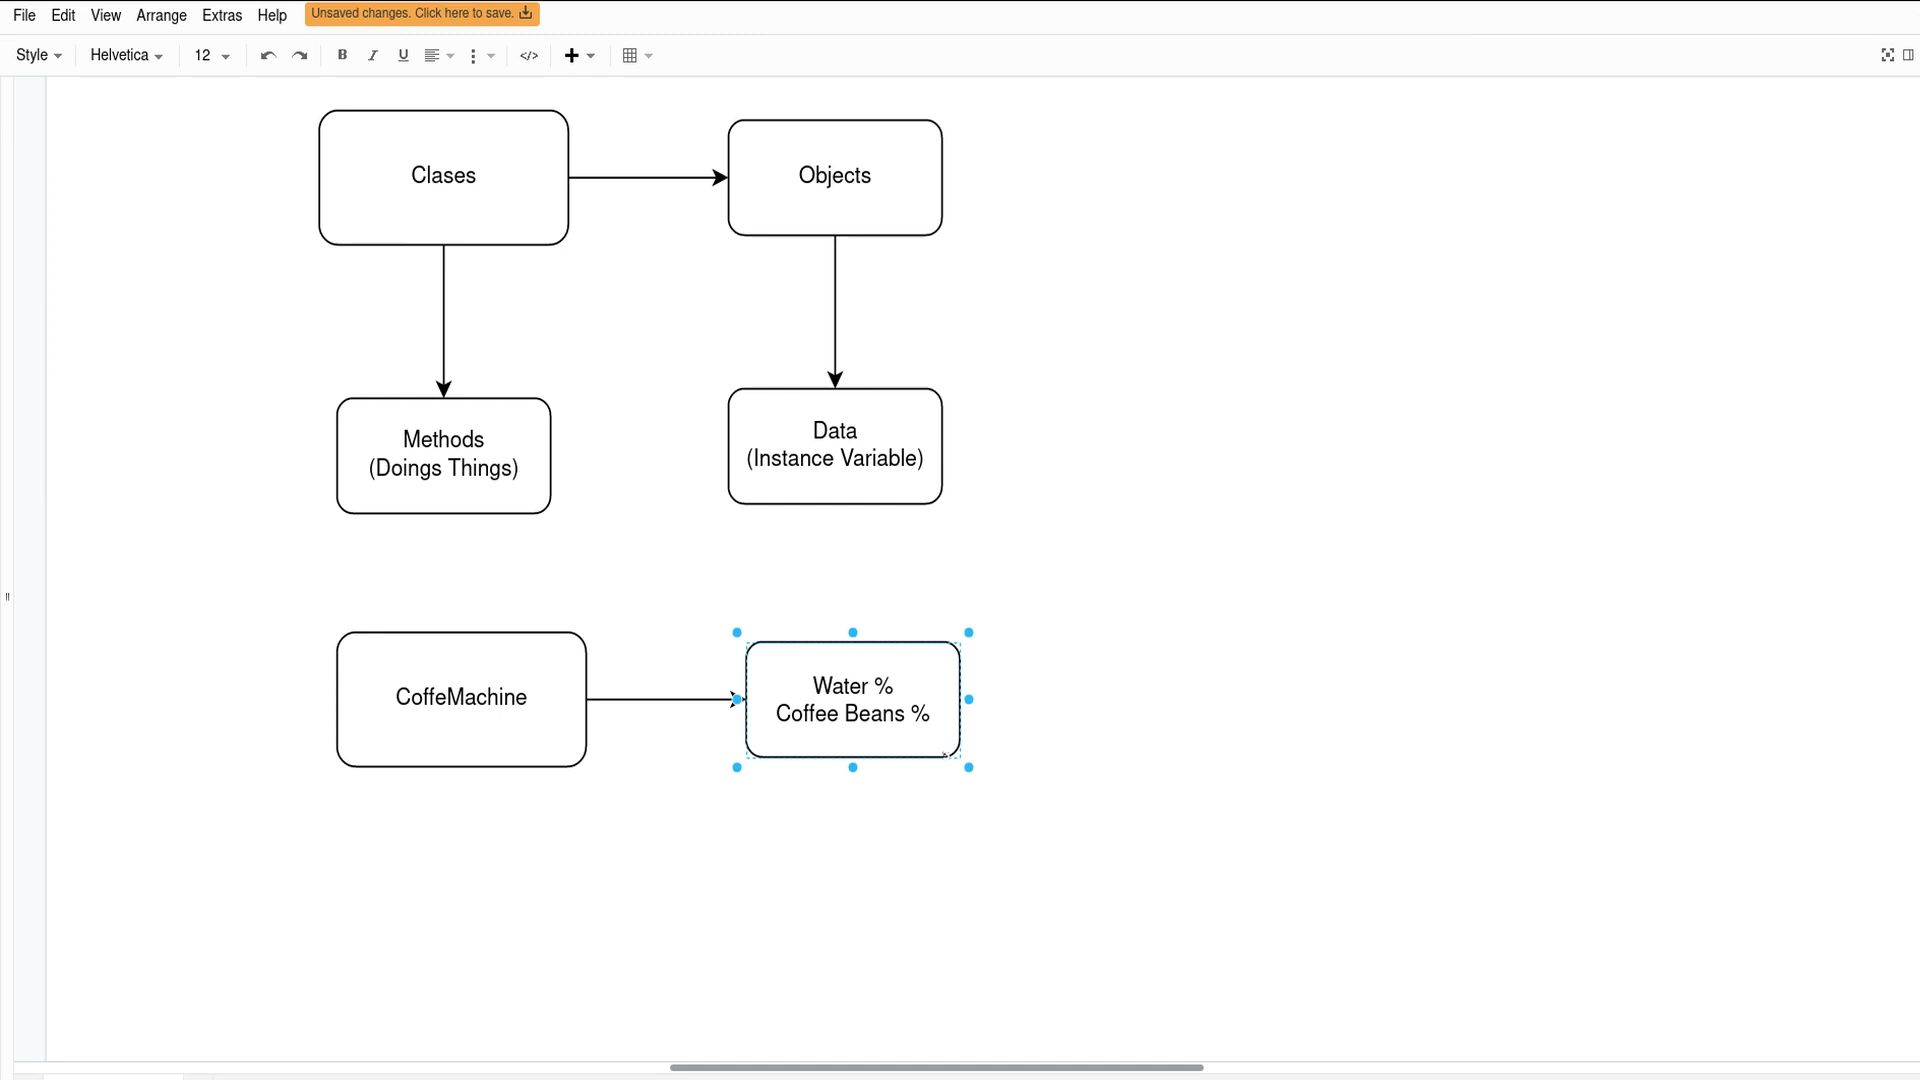 File Edit View Arrange Extras Help Unsaved changes. Click here to save.
Style Helvetica 12 B I U </>
Clases
Objects
Methods
(Doings Things)
Data
(Instance Variable)
CoffeMachine
Water %
Coffee Beans %